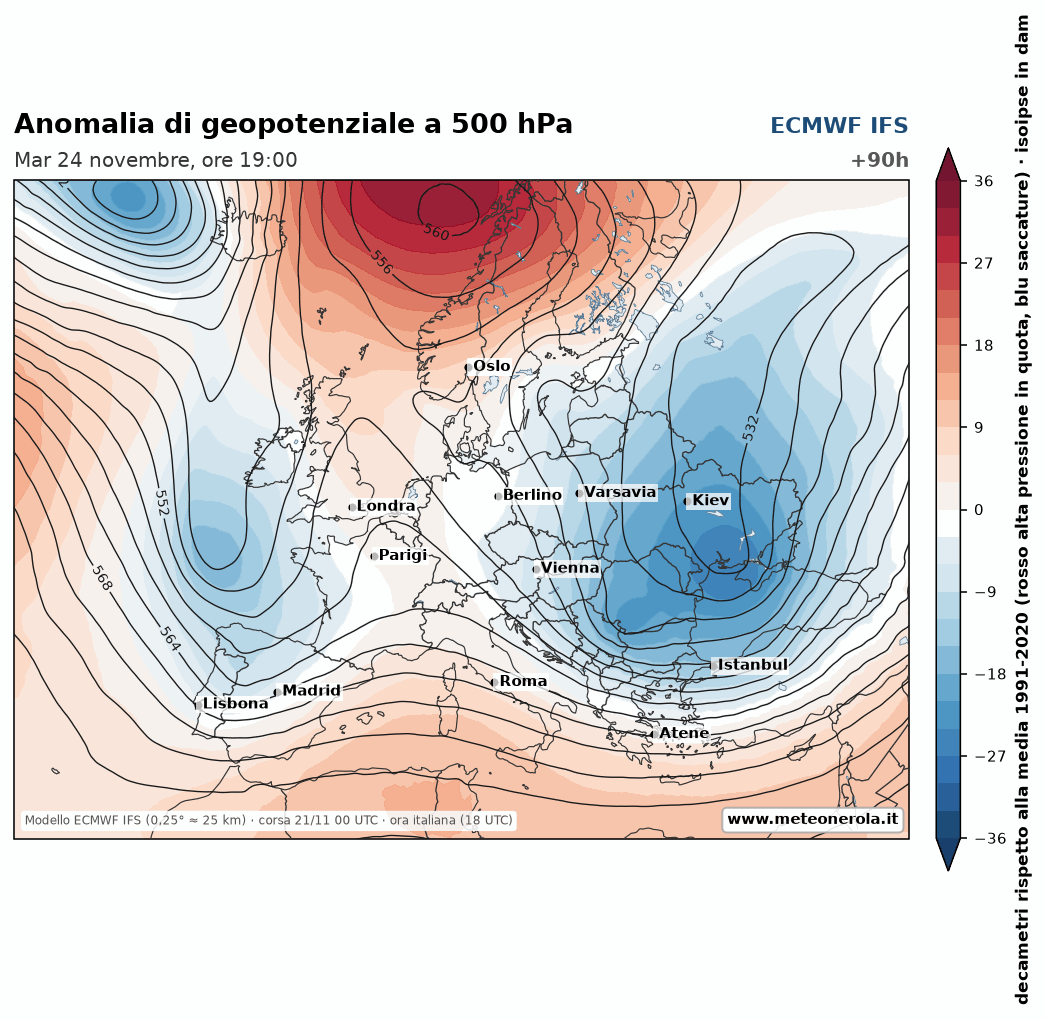 Anomalia di geopotenziale a 500 hPa
ECMWF IFS
Mar 24 novembre, ore 19:00
+90h
560
556
Oslo
532
552
Berlino
Varsavia
Kiev
Londra
Parigi
Vienna
568
564
Istanbul
Roma
Madrid
Lisbona
Atene
Modello ECMWF IFS (0,25° ≈ 25 km) · corsa 21/11 00 UTC · ora italiana (18 UTC)
www.meteonerola.it
36
27
18
9
0
−9
−18
−27
−36
decametri rispetto alla media 1991-2020 (rosso alta pressione in quota, blu saccature) · isoipse in dam